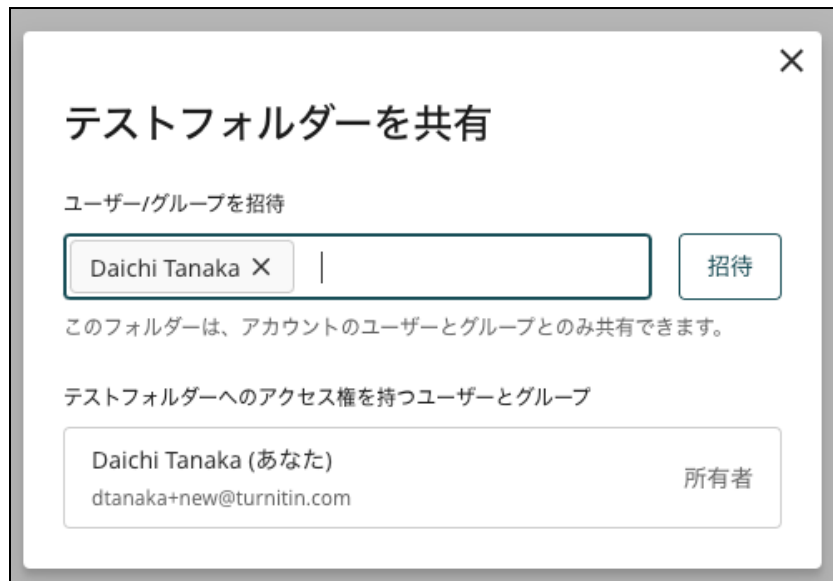 テストフォルダーを共有
ユーザー/グループを招待
Daichi Tanaka
招待
このフォルダーは、アカウントのユーザーとグループとのみ共有できます。
テストフォルダーへのアクセス権を持つユーザーとグループ
Daichi Tanaka (あなた)
所有者
dtanaka+new@turnitin.com